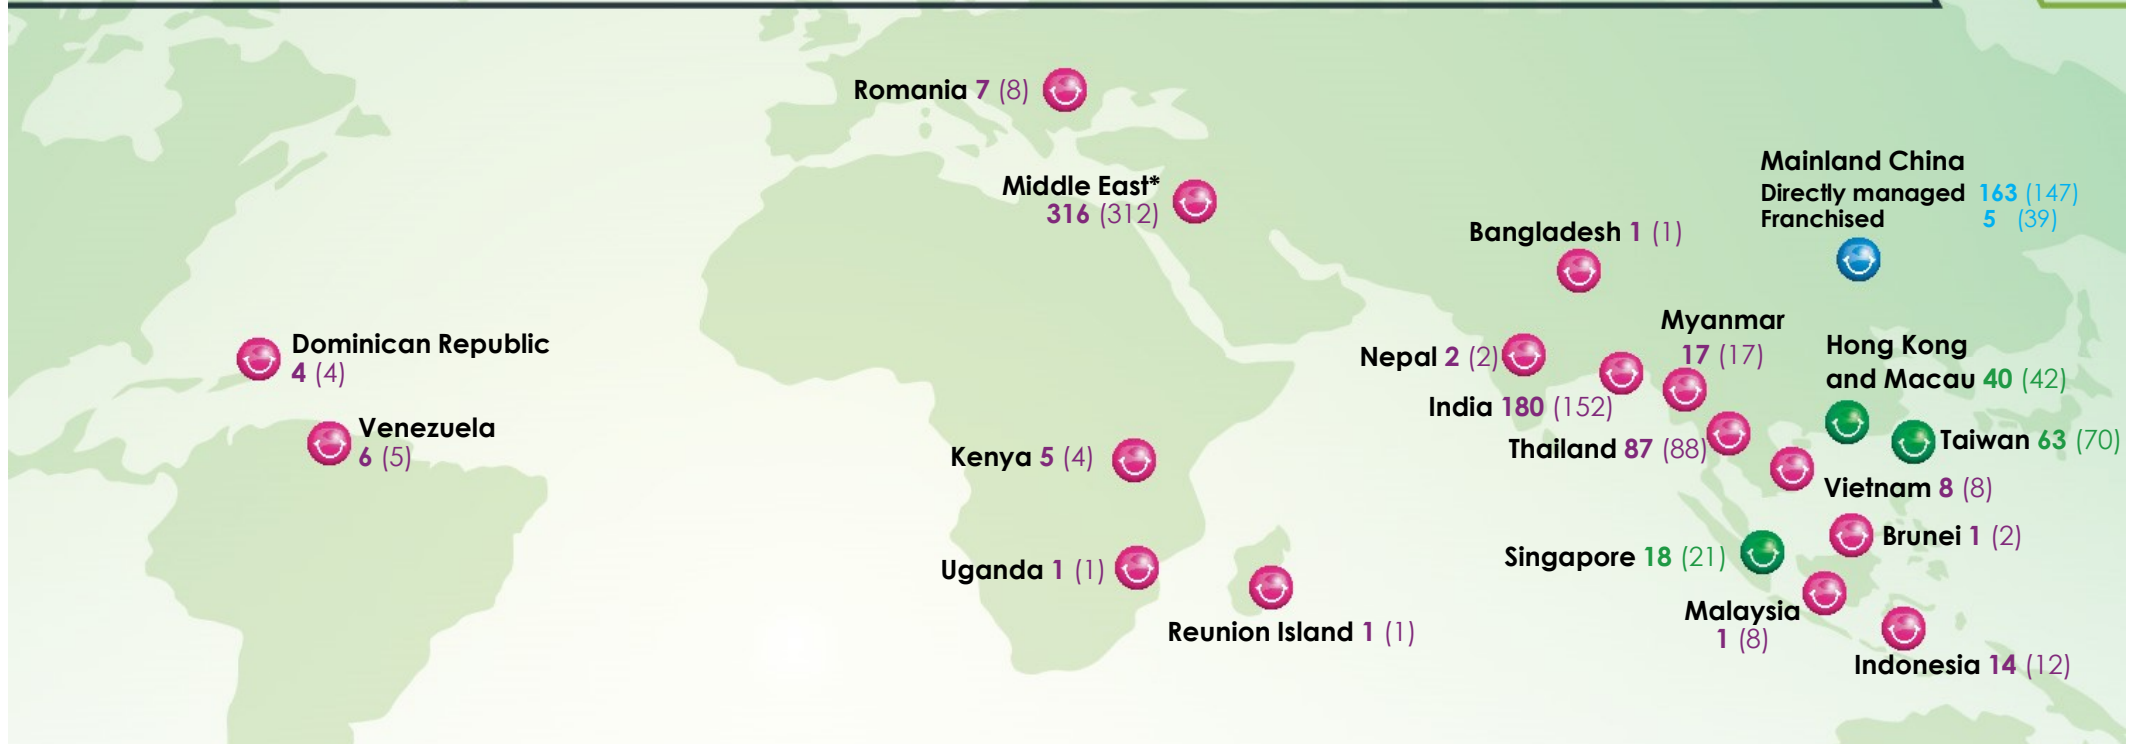 Romania 7 (8)
Middle East*
316 (312)
Mainland China
Directly managed 163 (147)
Franchised 5 (39)
Bangladesh 1 (1)
Myanmar
17 (17)
Nepal 2 (2)
India 180 (152)
Hong Kong
and Macau 40 (42)
Dominican Republic
4 (4)
Venezuela
6 (5)
Kenya 5 (4)
Thailand 87 (88)
Taiwan 63 (70)
Vietnam 8 (8)
Brunei 1 (2)
Singapore 18 (21)
Uganda 1 (1)
Reunion Island 1 (1)
Malaysia
1 (8)
Indonesia 14 (12)